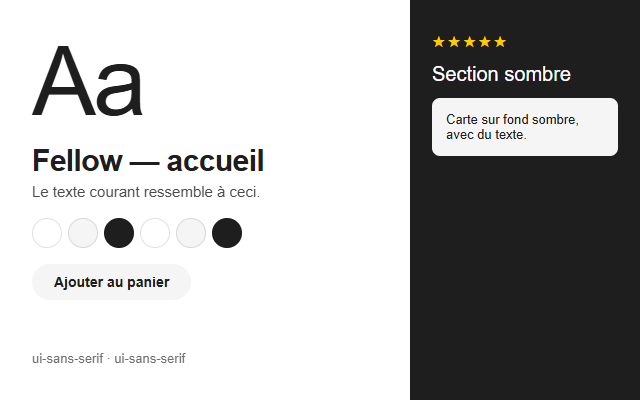 Aa
Fellow — accueil
Le texte courant ressemble à ceci.
Ajouter au panier
ui-sans-serif · ui-sans-serif
Section sombre
Carte sur fond sombre,
avec du texte.